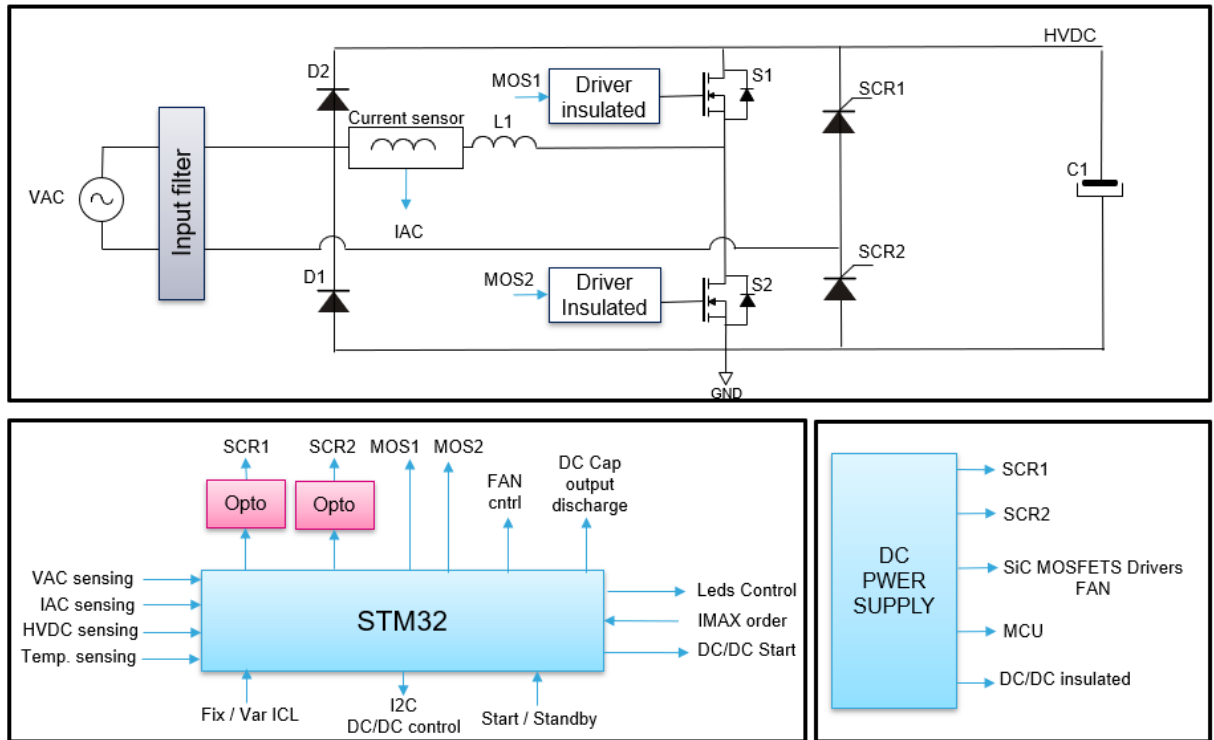 HVDC
D2
MOS1
Driver
insulated
S1
SCR1
Current sensor
L1
VAC
Input filter
IAC
C1
D1
MOS2
Driver
Insulated
S2
SCR2
GND
SCR1
SCR2
MOS1
MOS2
FAN
cntrl
DC Cap
output
discharge
Opto
Opto
VAC sensing
IAC sensing
HVDC sensing
Temp. sensing
STM32
Leds Control
IMAX order
DC/DC Start
Fix / Var ICL
I2C
DC/DC control
Start / Standby
DC
PWER
SUPPLY
SCR1
SCR2
SiC MOSFETS Drivers
FAN
MCU
DC/DC insulated